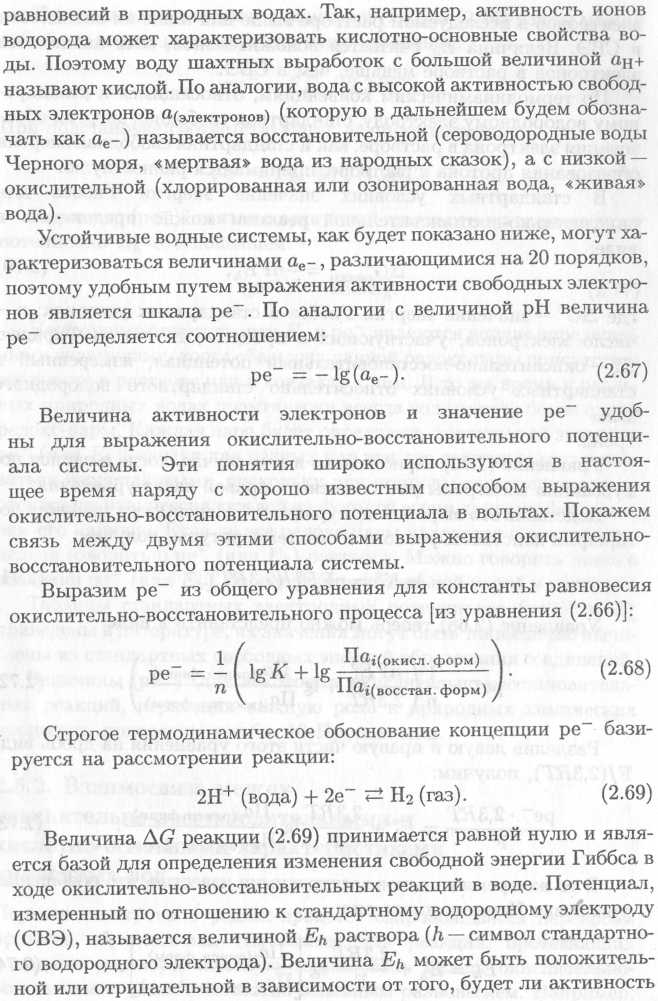 равновесий в природных водах. Так, например, активность ионов
водорода может характеризовать кислотно-основные свойства во-
ды. Поэтому воду шахтных выработок с большой величиной aH+
называют кислой. По аналогии, вода с высокой активностью свобод-
ных электронов a(электронов) (которую в дальнейшем будем обозна-
чать как ae−) называется восстановительной (сероводородные воды
Черного моря, «мертвая» вода из народных сказок), а с низкой —
окислительной (хлорированная или озонированная вода, «живая»
вода).
Устойчивые водные системы, как будет показано ниже, могут ха-
рактеризоваться величинами ae−, различающимися на 20 порядков,
поэтому удобным путем выражения активности свободных электро-
нов является шкала pe−. По аналогии с величиной pH величина
pe− определяется соотношением:
pe− = −lg(ae−). (2.67)
Величина активности электронов и значение pe− удоб-
ны для выражения окислительно-восстановительного потенци-
ала системы. Эти понятия широко используются в настоя-
щее время наряду с хорошо известным способом выражения
окислительно-восстановительного потенциала в вольтах. Покажем
связь между двумя этими способами выражения окислительно-
восстановительного потенциала системы.
Выразим pe− из общего уравнения для константы равновесия
окислительно-восстановительного процесса [из уравнения (2.66)]:
pe− = 1/n (lg K + lg Πai(окисл. форм)/Πai(восстан. форм)). (2.68)
Строгое термодинамическое обоснование концепции pe− бази-
руется на рассмотрении реакции:
2H+ (вода) + 2e− ⇄ H2 (газ). (2.69)
Величина ΔG реакции (2.69) принимается равной нулю и явля-
ется базой для определения изменения свободной энергии Гиббса в
ходе окислительно-восстановительных реакций в воде. Потенциал,
измеренный по отношению к стандартному водородному электроду
(СВЭ), называется величиной Eh раствора (h — символ стандартно-
го водородного электрода). Величина Eh может быть положитель-
ной или отрицательной в зависимости от того, будет ли активность